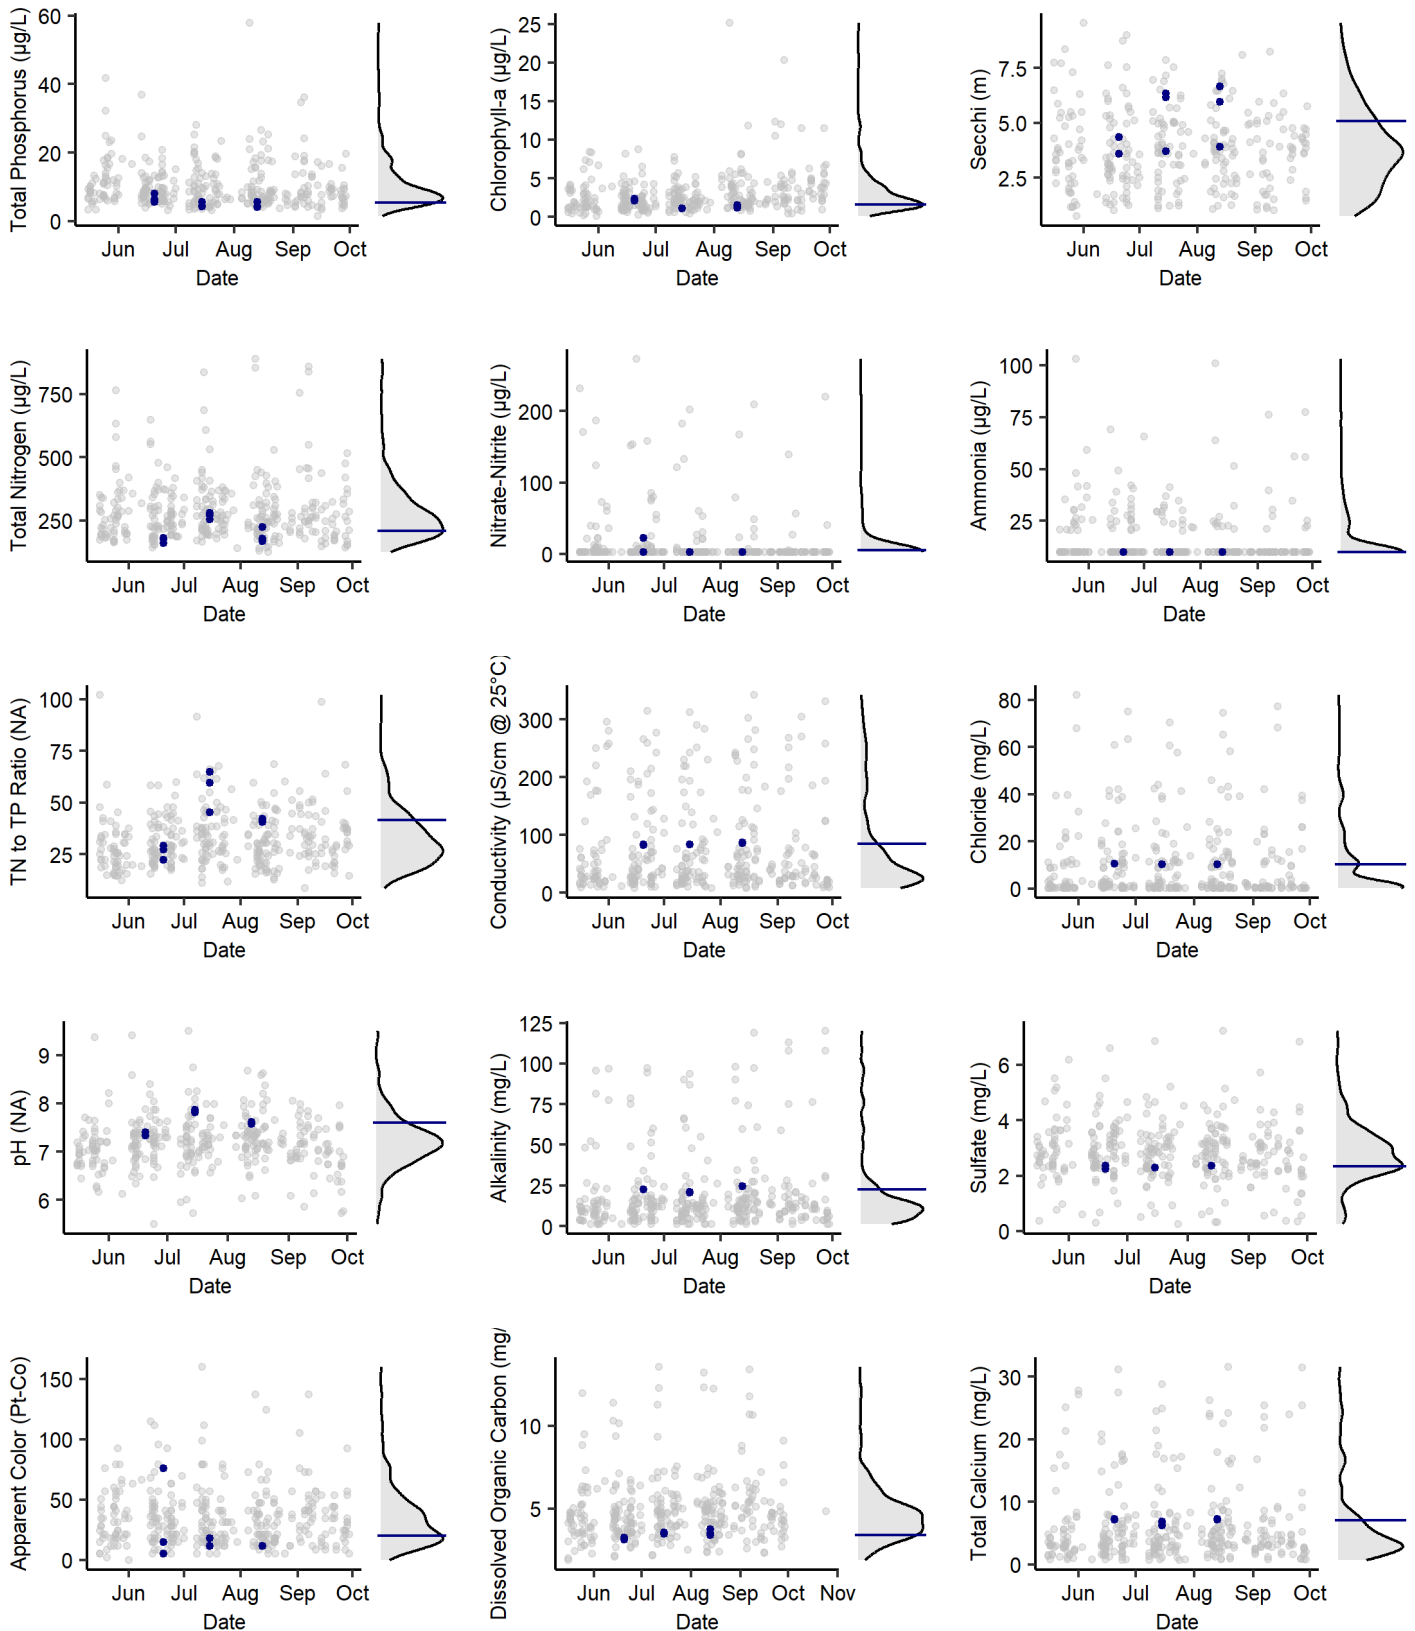 Total Phosphorus (µg/L)
60
40
20
0
Jun Jul Aug Sep Oct
Date
Chlorophyll-a (µg/L)
25
20
15
10
5
0
Jun Jul Aug Sep Oct
Date
Secchi (m)
7.5
5.0
2.5
Jun Jul Aug Sep Oct
Date
Total Nitrogen (µg/L)
750
500
250
Jun Jul Aug Sep Oct
Date
Nitrate-Nitrite (µg/L)
200
100
0
Jun Jul Aug Sep Oct
Date
Ammonia (µg/L)
100
75
50
25
Jun Jul Aug Sep Oct
Date
TN to TP Ratio (NA)
100
75
50
25
Jun Jul Aug Sep Oct
Date
Conductivity (µS/cm @ 25°C)
300
200
100
0
Jun Jul Aug Sep Oct
Date
Chloride (mg/L)
80
60
40
20
0
Jun Jul Aug Sep Oct
Date
pH (NA)
9
8
7
6
Jun Jul Aug Sep Oct
Date
Alkalinity (mg/L)
125
100
75
50
25
0
Jun Jul Aug Sep Oct
Date
Sulfate (mg/L)
6
4
2
0
Jun Jul Aug Sep Oct
Date
Apparent Color (Pt-Co)
150
100
50
0
Jun Jul Aug Sep Oct
Date
Dissolved Organic Carbon (mg/
10
5
Jun Jul Aug Sep Oct Nov
Date
Total Calcium (mg/L)
30
20
10
0
Jun Jul Aug Sep Oct
Date